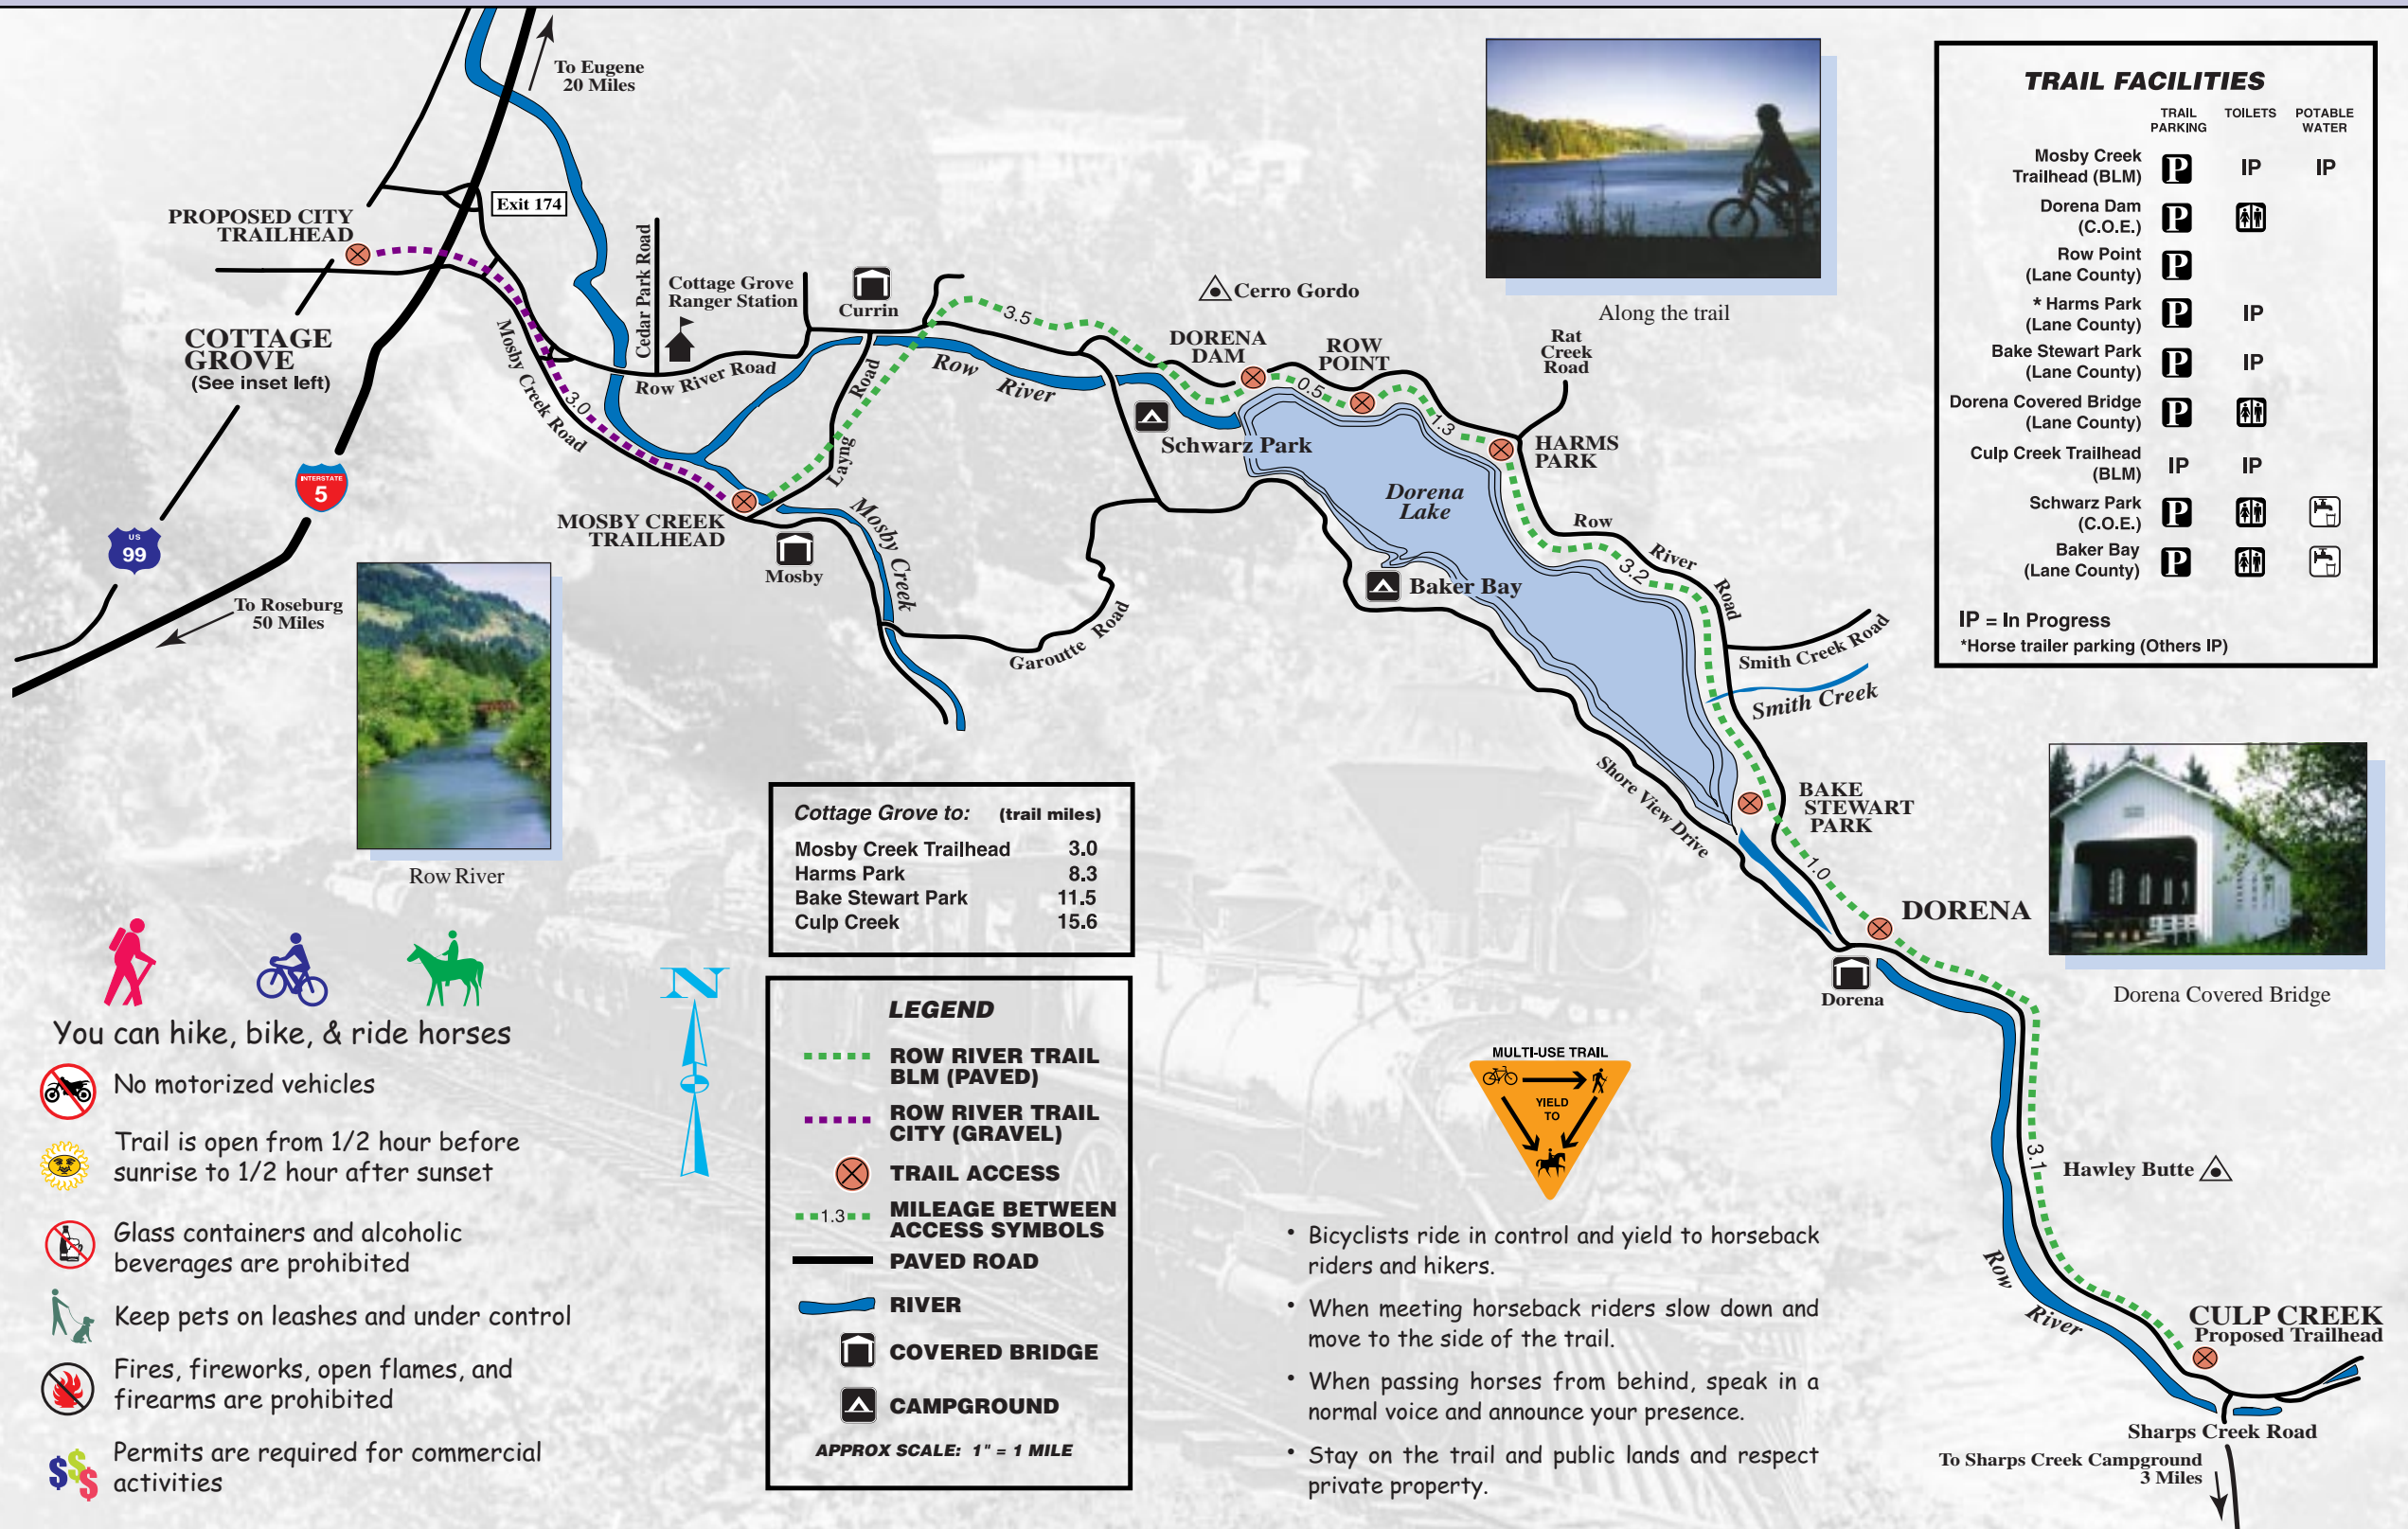 To Eugene
20 Miles
Exit 174
PROPOSED CITY
TRAILHEAD
COTTAGE
GROVE
(See inset left)
INTERSTATE
5
US
99
To Roseburg
50 Miles
Mosby Creek Road
3.0
Cedar Park Road
Cottage Grove
Ranger Station
Row River Road
Currin
Layng Road
Row River
3.5
MOSBY CREEK
TRAILHEAD
Mosby
Mosby Creek
Garoutte Road
Cerro Gordo
DORENA
DAM
0.5
ROW
POINT
1.3
Schwarz Park
Rat
Creek
Road
HARMS
PARK
Dorena
Lake
Baker Bay
Row River Road
3.2
Smith Creek Road
Smith Creek
Shore View Drive
BAKE
STEWART
PARK
1.0
DORENA
Dorena
3.1
Hawley Butte
Row River
CULP CREEK
Proposed Trailhead
Sharps Creek Road
To Sharps Creek Campground
3 Miles
Along the trail
Row River
Dorena Covered Bridge
TRAIL FACILITIES
TRAIL PARKING TOILETS POTABLE WATER
Mosby Creek
Trailhead (BLM) P IP IP
Dorena Dam
(C.O.E.) P
Row Point
(Lane County) P
* Harms Park
(Lane County) P IP
Bake Stewart Park
(Lane County) P IP
Dorena Covered Bridge
(Lane County) P
Culp Creek Trailhead
(BLM) IP IP
Schwarz Park
(C.O.E.) P
Baker Bay
(Lane County) P
IP = In Progress
*Horse trailer parking (Others IP)
Cottage Grove to: (trail miles)
Mosby Creek Trailhead 3.0
Harms Park 8.3
Bake Stewart Park 11.5
Culp Creek 15.6
N
LEGEND
ROW RIVER TRAIL
BLM (PAVED)
ROW RIVER TRAIL
CITY (GRAVEL)
TRAIL ACCESS
1.3 MILEAGE BETWEEN
ACCESS SYMBOLS
PAVED ROAD
RIVER
COVERED BRIDGE
CAMPGROUND
APPROX SCALE: 1" = 1 MILE
You can hike, bike, & ride horses
No motorized vehicles
Trail is open from 1/2 hour before
sunrise to 1/2 hour after sunset
Glass containers and alcoholic
beverages are prohibited
Keep pets on leashes and under control
Fires, fireworks, open flames, and
firearms are prohibited
$$$ Permits are required for commercial
activities
MULTI-USE TRAIL
YIELD
TO
• Bicyclists ride in control and yield to horseback
riders and hikers.
• When meeting horseback riders slow down and
move to the side of the trail.
• When passing horses from behind, speak in a
normal voice and announce your presence.
• Stay on the trail and public lands and respect
private property.